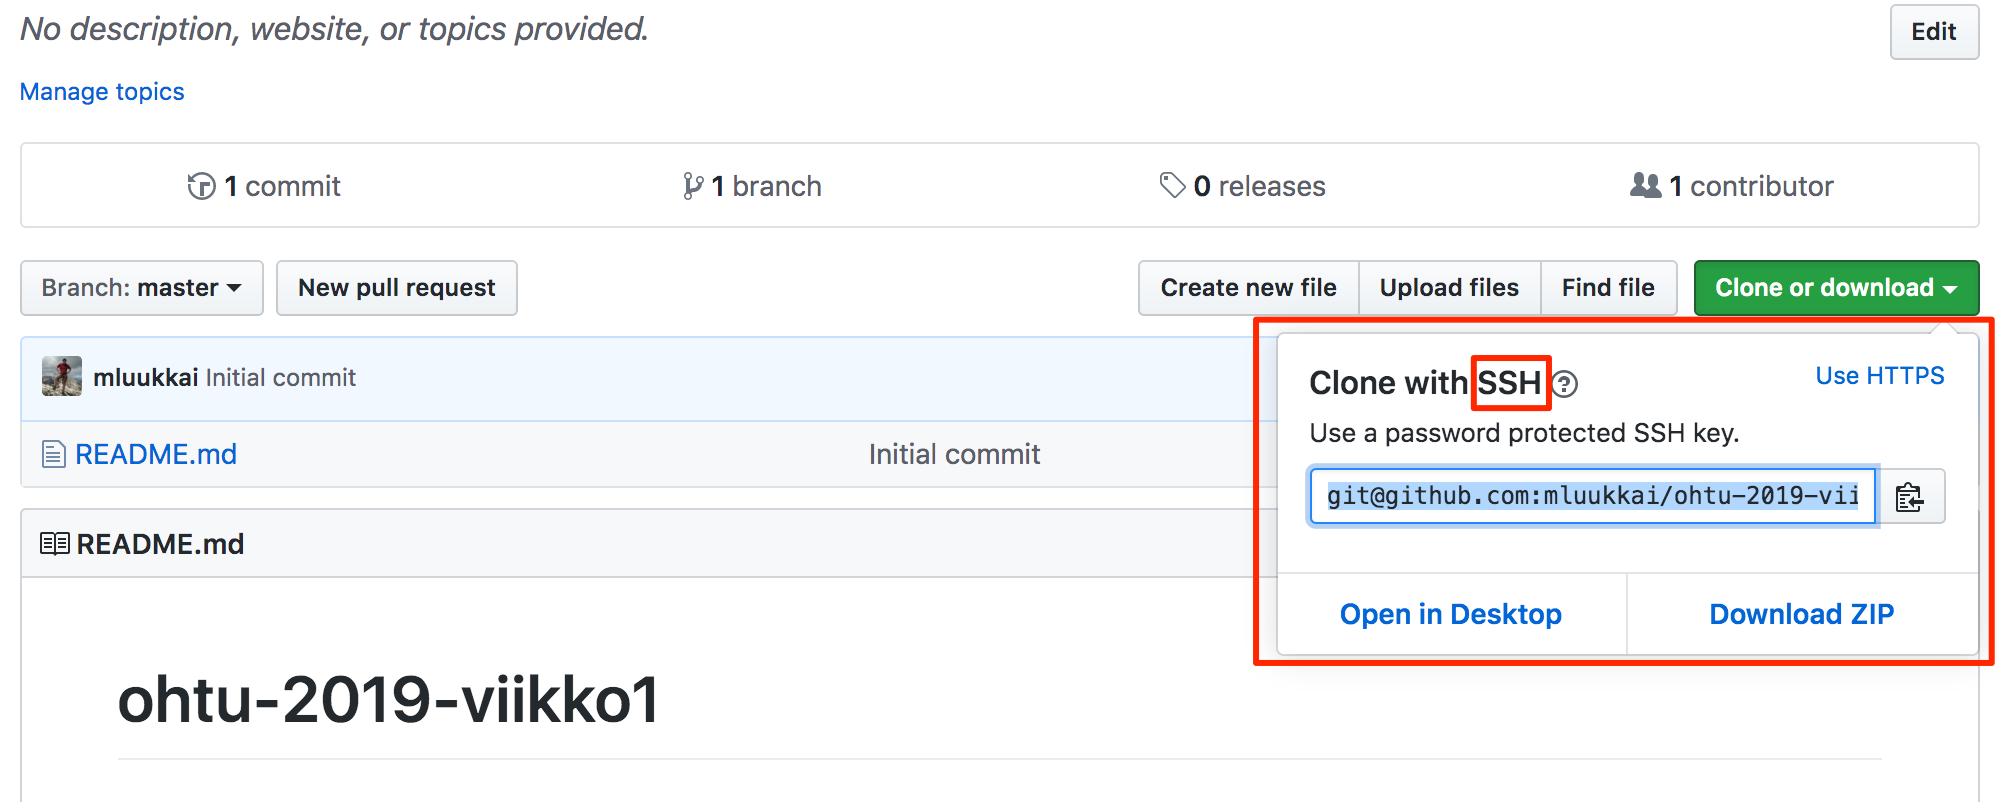 No description, website, or topics provided.
Edit
Manage topics
1 commit
1 branch
0 releases
1 contributor
Branch: master
New pull request
Create new file
Upload files
Find file
Clone or download
mluukkai Initial commit
README.md
Initial commit
Clone with SSH
Use HTTPS
Use a password protected SSH key.
git@github.com:mluukkai/ohtu-2019-vii
Open in Desktop
Download ZIP
README.md
ohtu-2019-viikko1